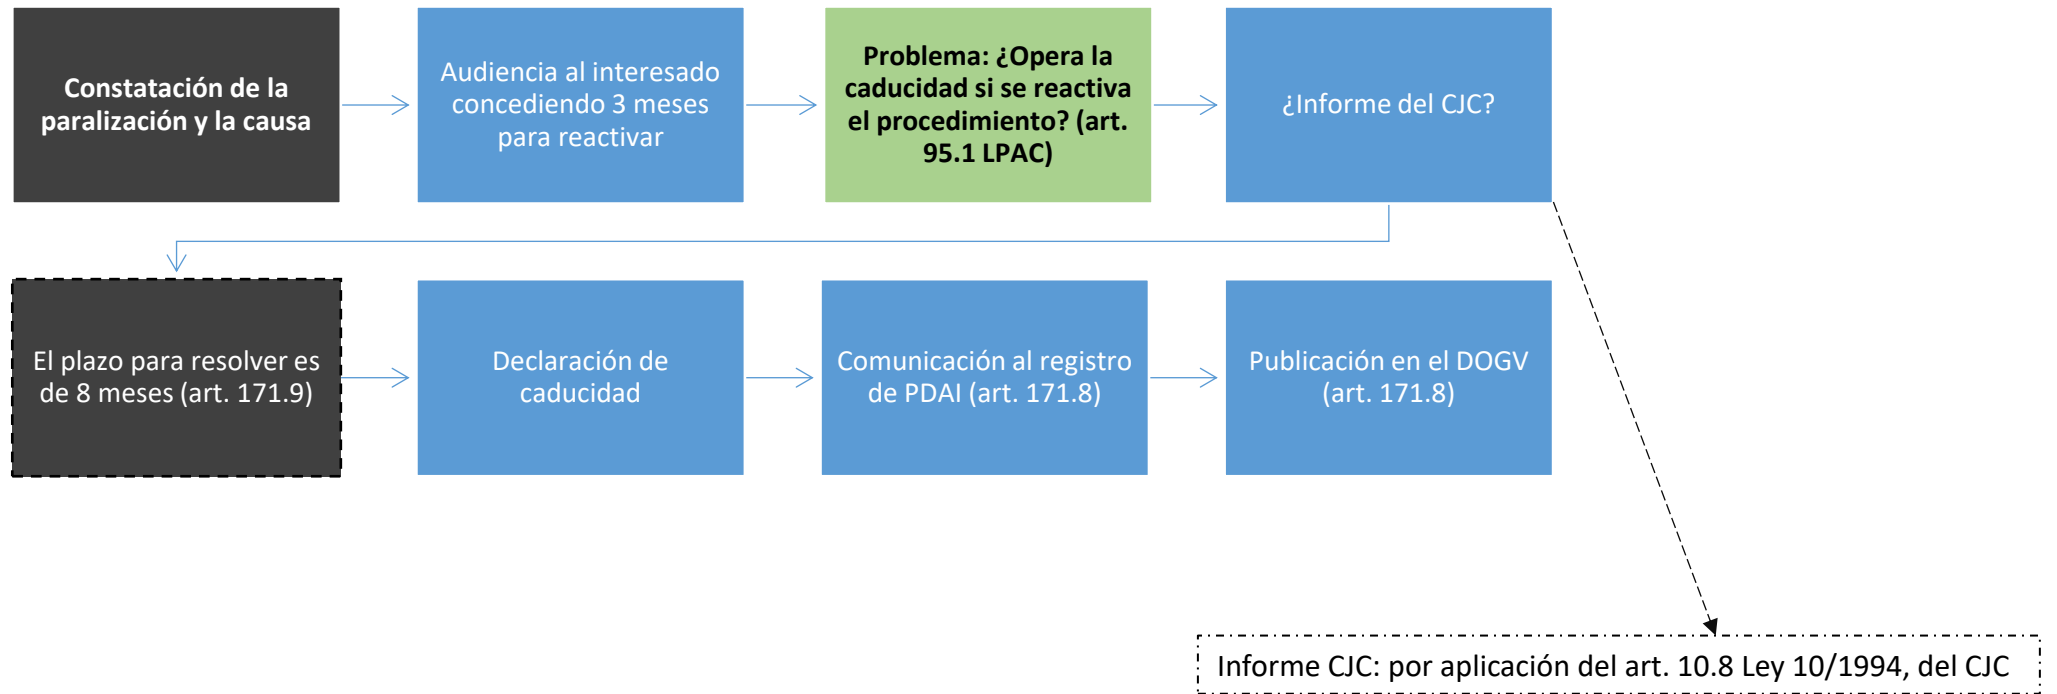 Constatación de la
paralización y la causa
Audiencia al interesado
concediendo 3 meses
para reactivar
Problema: ¿Opera la
caducidad si se reactiva
el procedimiento? (art.
95.1 LPAC)
¿Informe del CJC?
El plazo para resolver es
de 8 meses (art. 171.9)
Declaración de
caducidad
Comunicación al registro
de PDAI (art. 171.8)
Publicación en el DOGV
(art. 171.8)
Informe CJC: por aplicación del art. 10.8 Ley 10/1994, del CJC